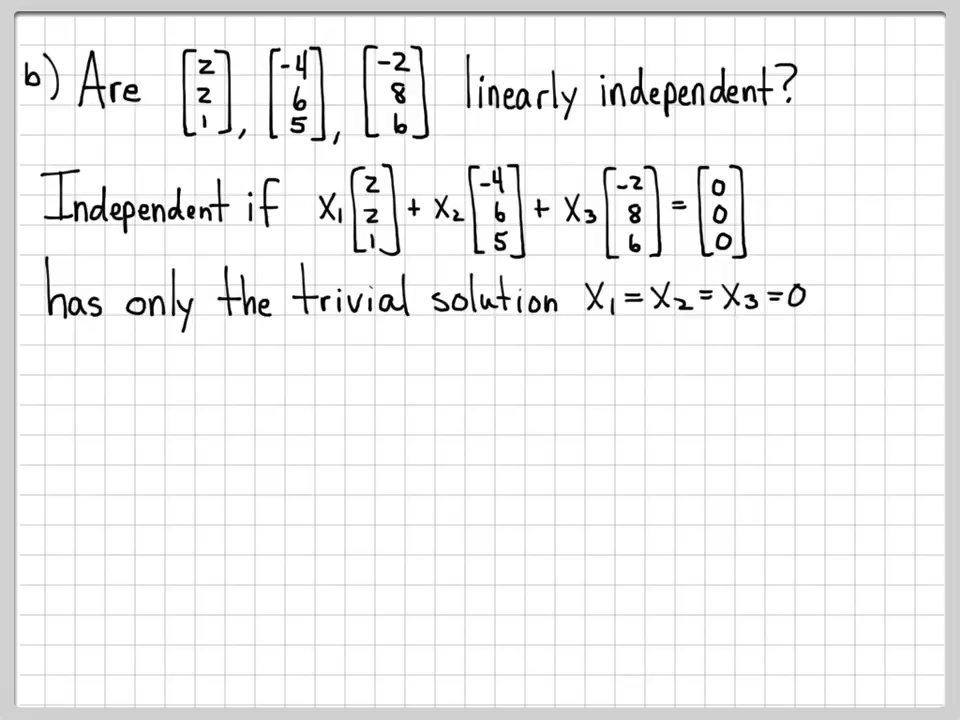 b) Are [2 2 1], [-4 6 5], [-2 8 6] linearly independent?
Independent if x₁ [2 2 1] + x₂ [-4 6 5] + x₃ [-2 8 6] = [0 0 0]
has only the trivial solution x₁ = x₂ = x₃ = 0